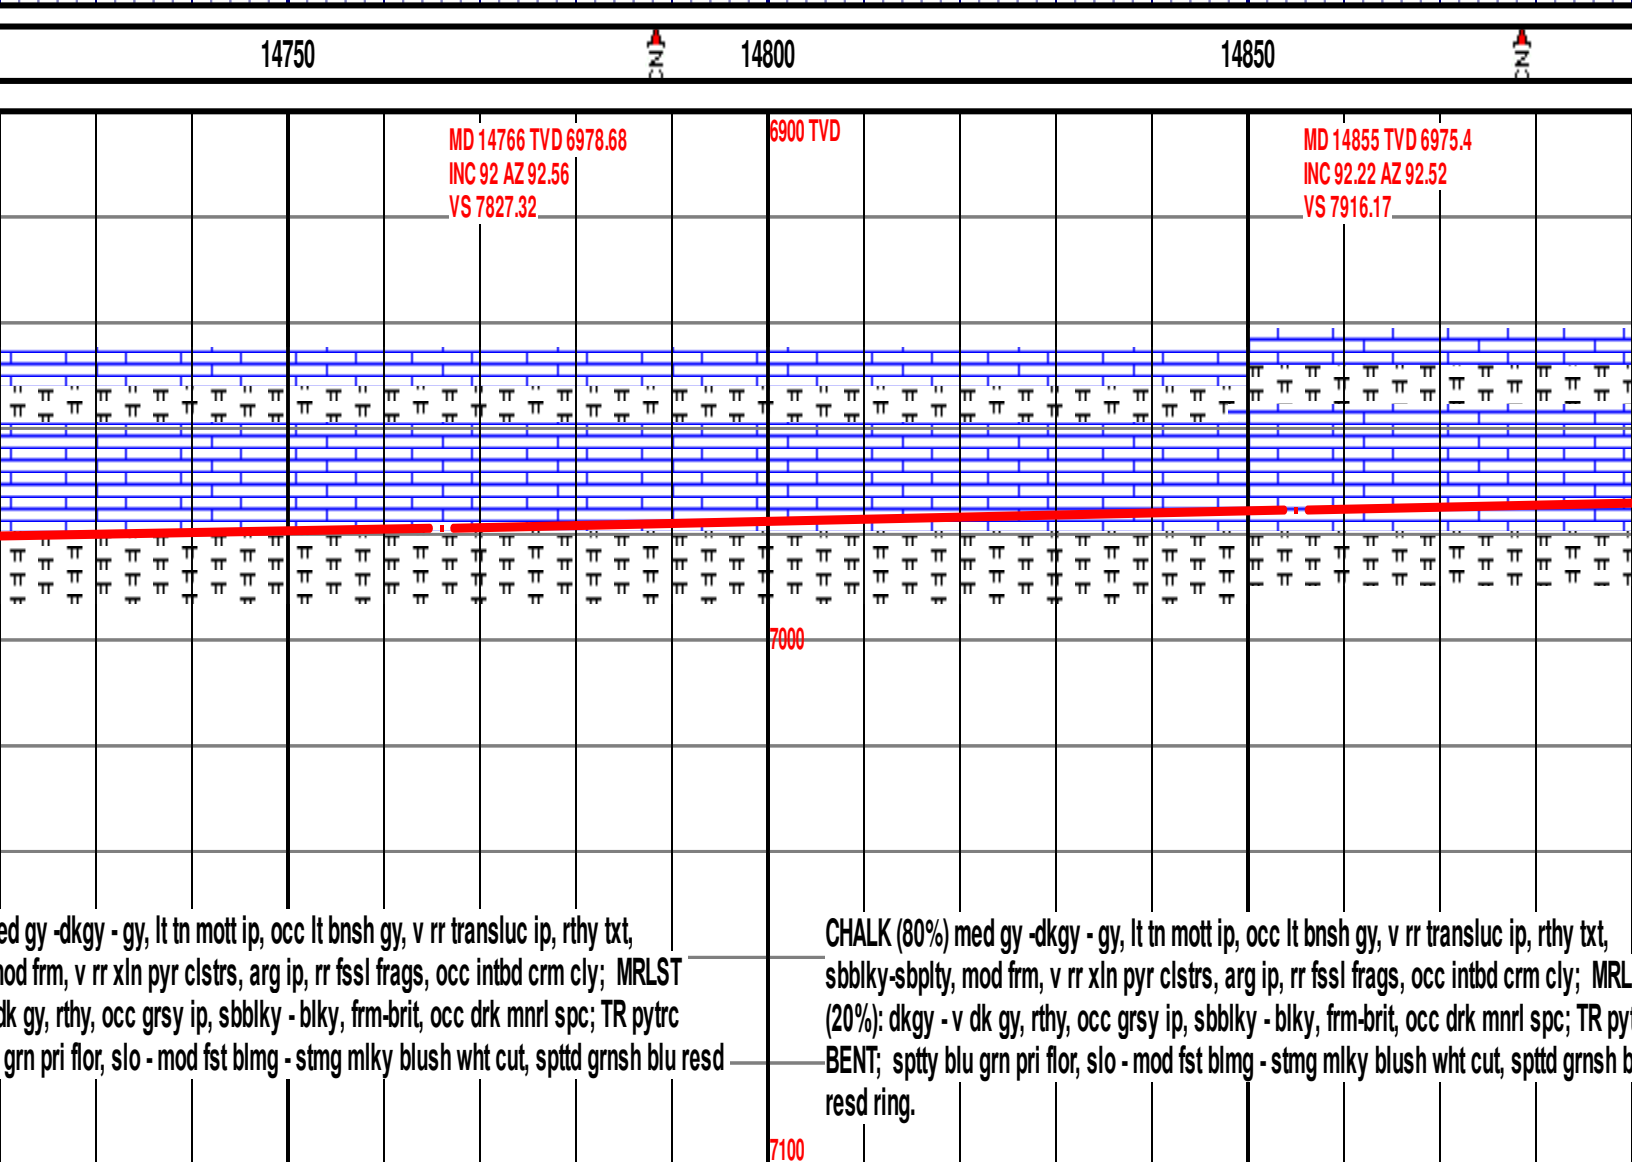 14750
14800
14850
CN
CN
MD 14766 TVD 6978.68
INC 92 AZ 92.56
VS 7827.32
6900 TVD
MD 14855 TVD 6975.4
INC 92.22 AZ 92.52
VS 7916.17
7000
ed gy -dkgy - gy, lt tn mott ip, occ lt bnsh gy, v rr transluc ip, rthy txt,
nod frm, v rr xln pyr clstrs, arg ip, rr fssl frags, occ intbd crm cly; MRLST
dk gy, rthy, occ grsy ip, sbblky - blky, frm-brit, occ drk mnrl spc; TR pytrc
grn pri flor, slo - mod fst blmg - stmg mlky blush wht cut, spttd grnsh blu resd
CHALK (80%) med gy -dkgy - gy, lt tn mott ip, occ lt bnsh gy, v rr transluc ip, rthy txt,
sbblky-sbplty, mod frm, v rr xln pyr clstrs, arg ip, rr fssl frags, occ intbd crm cly; MRL
(20%): dkgy - v dk gy, rthy, occ grsy ip, sbblky - blky, frm-brit, occ drk mnrl spc; TR pyt
BENT; sptty blu grn pri flor, slo - mod fst blmg - stmg mlky blush wht cut, spttd grnsh b
resd ring.
7100